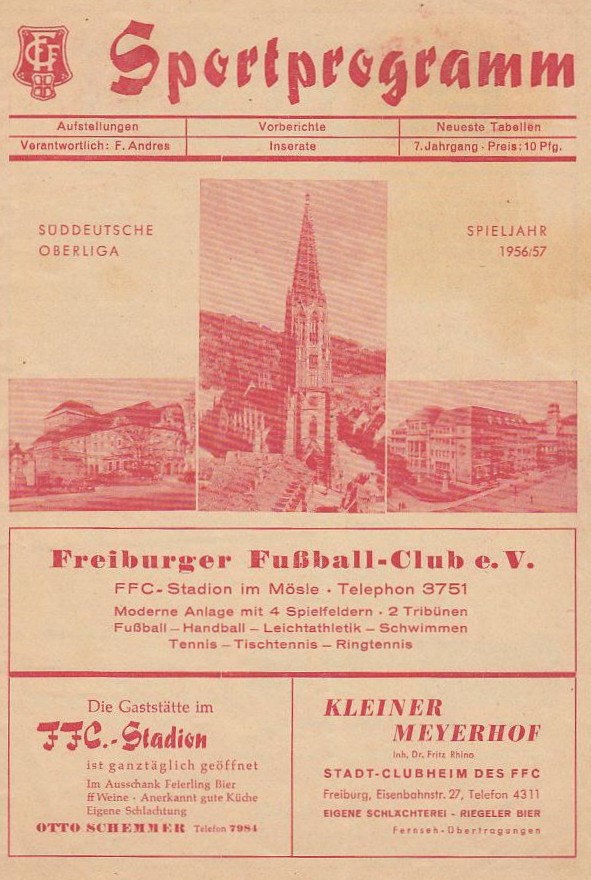 FFC
Sportprogramm
Aufstellungen
Vorberichte
Neueste Tabellen
Verantwortlich: F. Andres
Inserate
7. Jahrgang · Preis: 10 Pfg.
SÜDDEUTSCHE
OBERLIGA
SPIELJAHR
1956/57
Freiburger Fußball-Club e.V.
FFC-Stadion im Mösle · Telephon 3751
Moderne Anlage mit 4 Spielfeldern · 2 Tribünen
Fußball — Handball — Leichtathletik — Schwimmen
Tennis — Tischtennis — Ringtennis
Die Gaststätte im
FFC.-Stadion
ist ganztäglich geöffnet
Im Ausschank Feierling Bier
ff Weine · Anerkannt gute Küche
Eigene Schlachtung
OTTO SCHEMMER Telefon 7984
KLEINER
MEYERHOF
Inh. Dr. Fritz Rhino
STADT-CLUBHEIM DES FFC
Freiburg, Eisenbahnstr. 27, Telefon 4311
EIGENE SCHLÄCHTEREI - RIEGELER BIER
Fernseh-Übertragungen